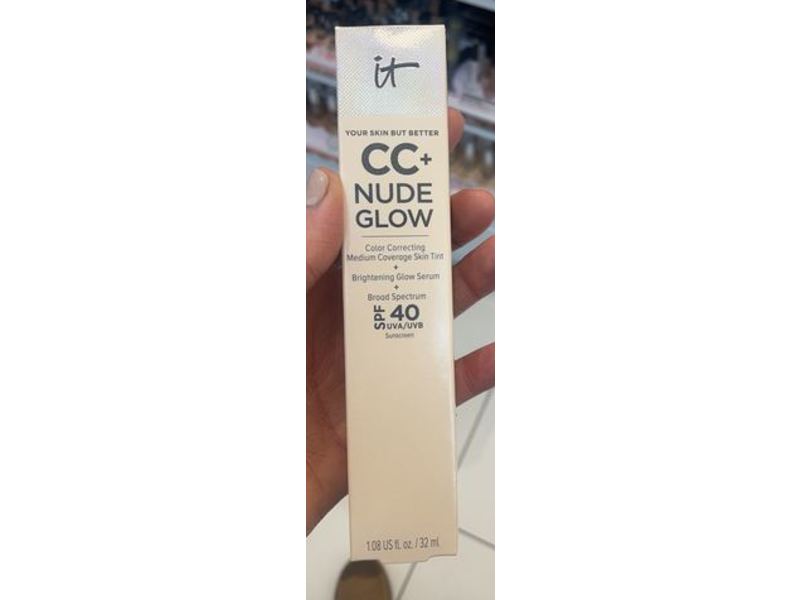 it
YOUR SKIN BUT BETTER
CC+
NUDE
GLOW
Color Correcting
Medium Coverage Skin Tint
+
Brightening Glow Serum
+
Broad Spectrum
SPF 40
UVA/UVB
Sunscreen
1.08 US fl. oz. / 32 ml